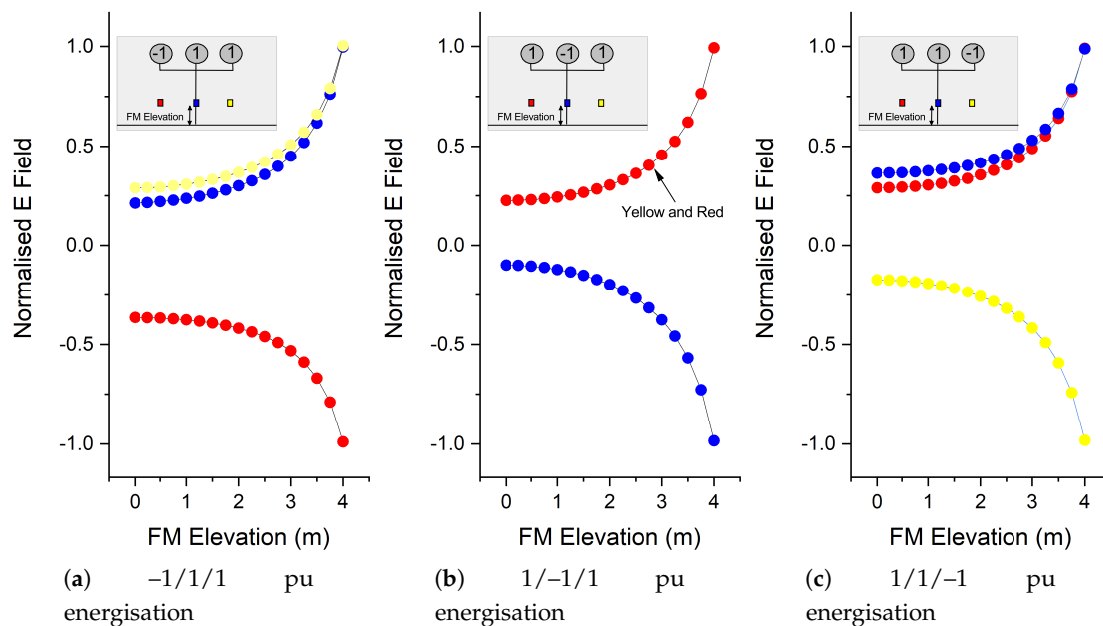 Normalised E Field
1.0
0.5
0.0
-0.5
-1.0
-1 1 1
FM Elevation
0 1 2 3 4
FM Elevation (m)
(a) –1/1/1 pu
energisation
Normalised E Field
1.0
0.5
0.0
-0.5
-1.0
1 -1 1
FM Elevation
Yellow and Red
0 1 2 3 4
FM Elevation (m)
(b) 1/–1/1 pu
energisation
Normalised E Field
1.0
0.5
0.0
-0.5
-1.0
1 1 -1
FM Elevation
0 1 2 3 4
FM Elevation (m)
(c) 1/1/–1 pu
energisation